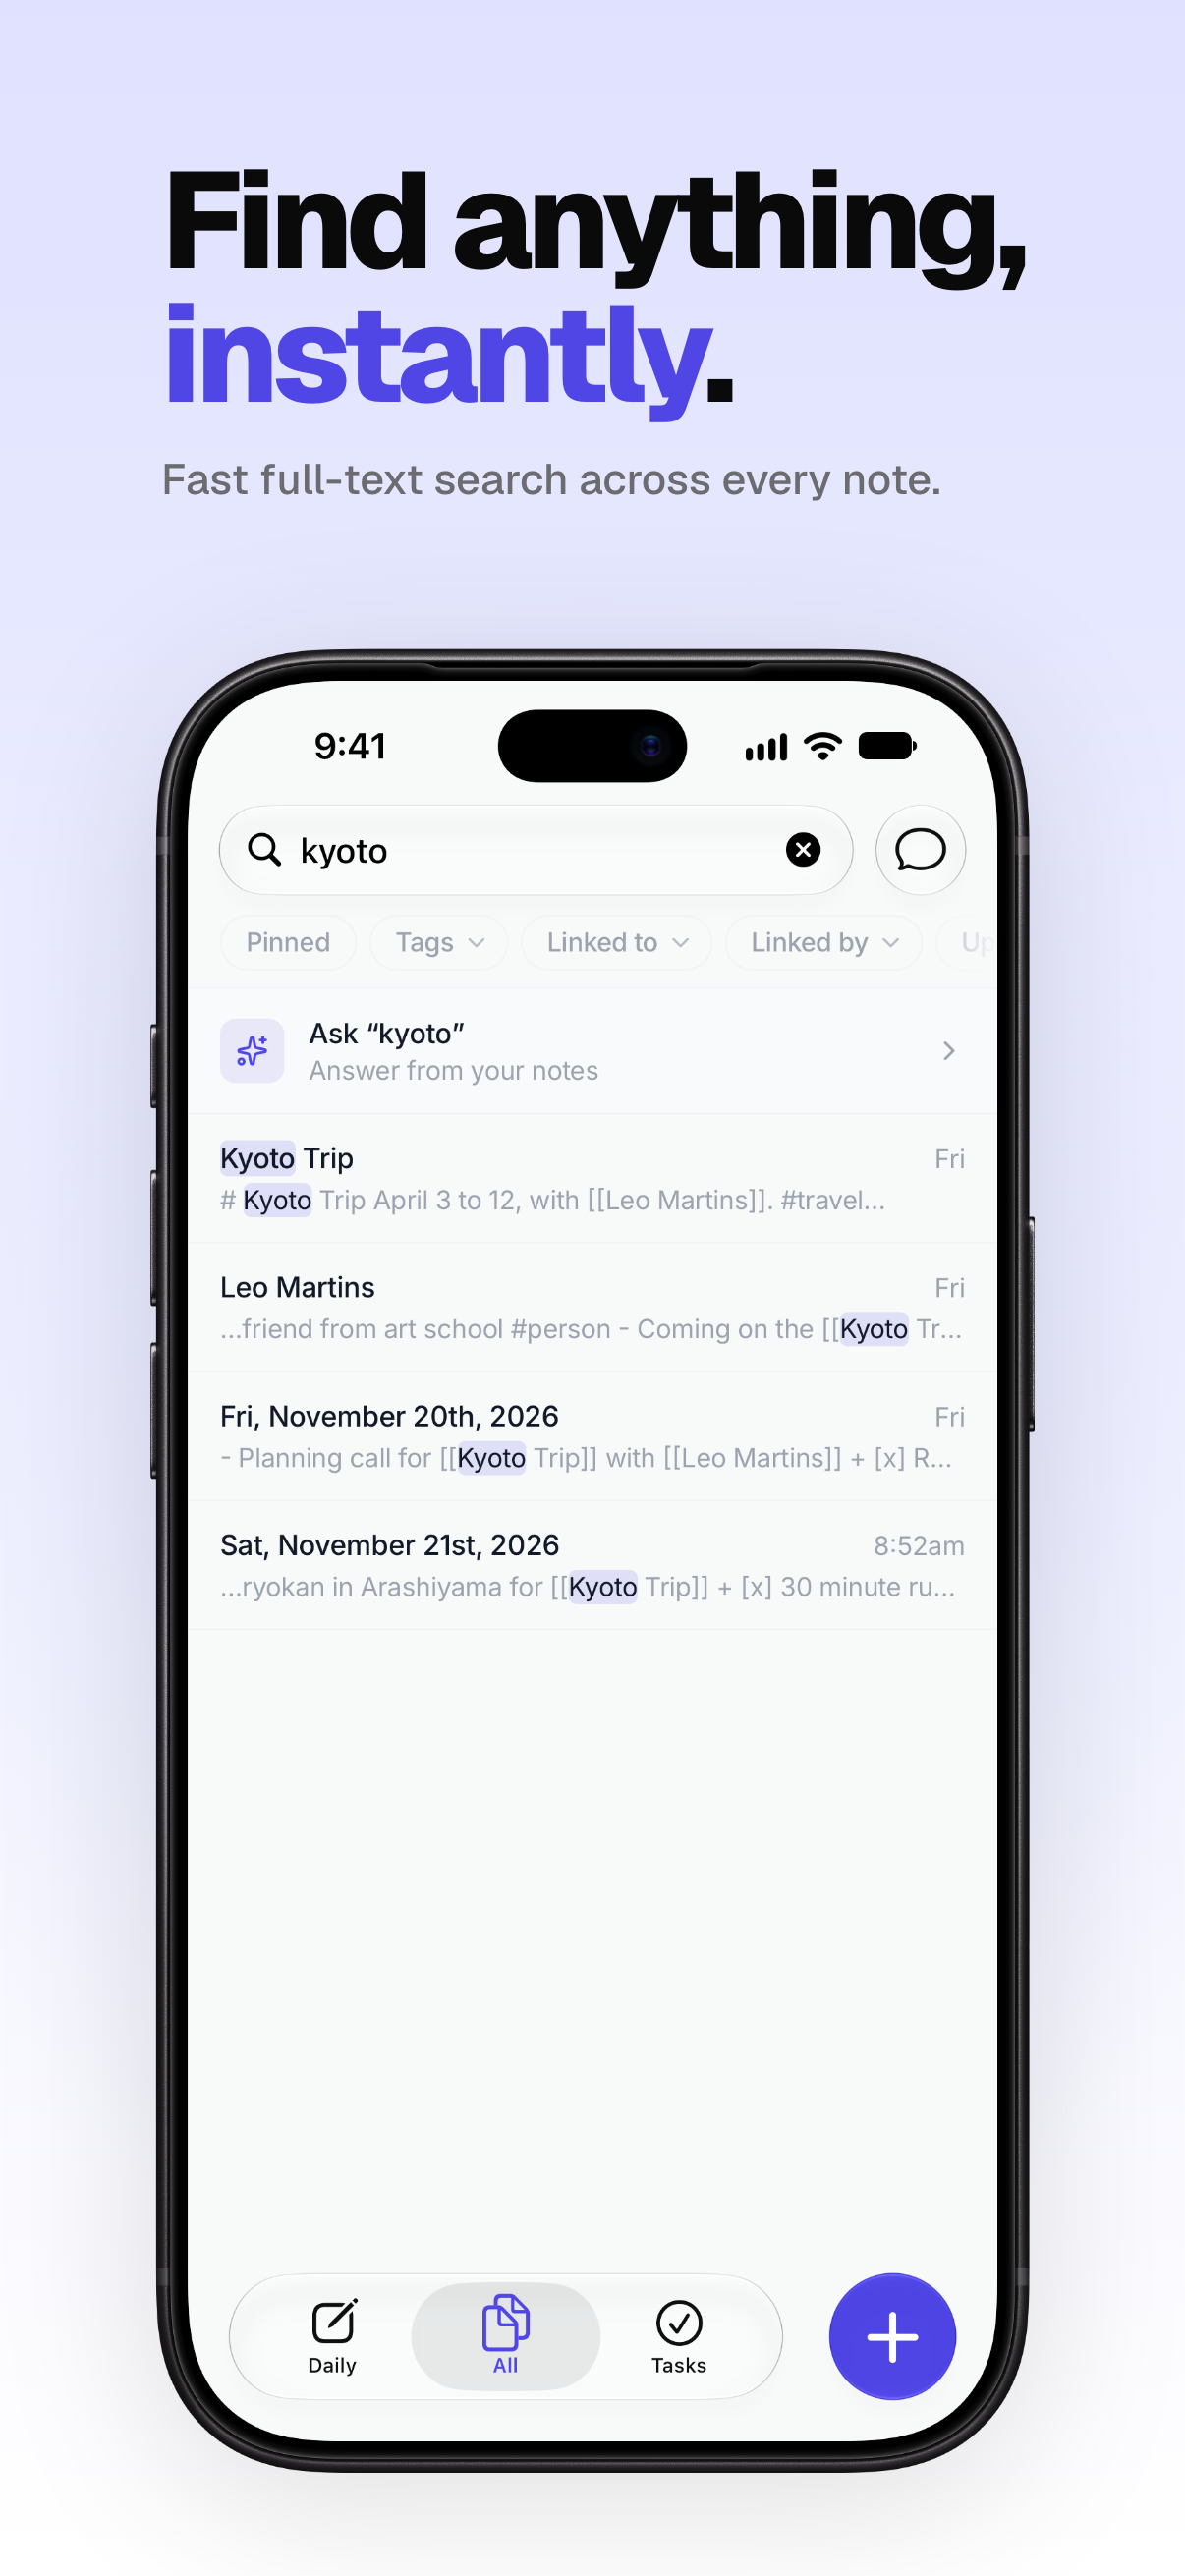 Find anything,
instantly.
Fast full-text search across every note.
9:41
kyoto
Pinned Tags Linked to Linked by Up
Ask “kyoto”
Answer from your notes
Kyoto Trip Fri
# Kyoto Trip April 3 to 12, with [[Leo Martins]]. #travel...
Leo Martins Fri
...friend from art school #person - Coming on the [[Kyoto Tr...
Fri, November 20th, 2026 Fri
- Planning call for [[Kyoto Trip]] with [[Leo Martins]] + [x] R...
Sat, November 21st, 2026 8:52am
...ryokan in Arashiyama for [[Kyoto Trip]] + [x] 30 minute ru...
Daily All Tasks